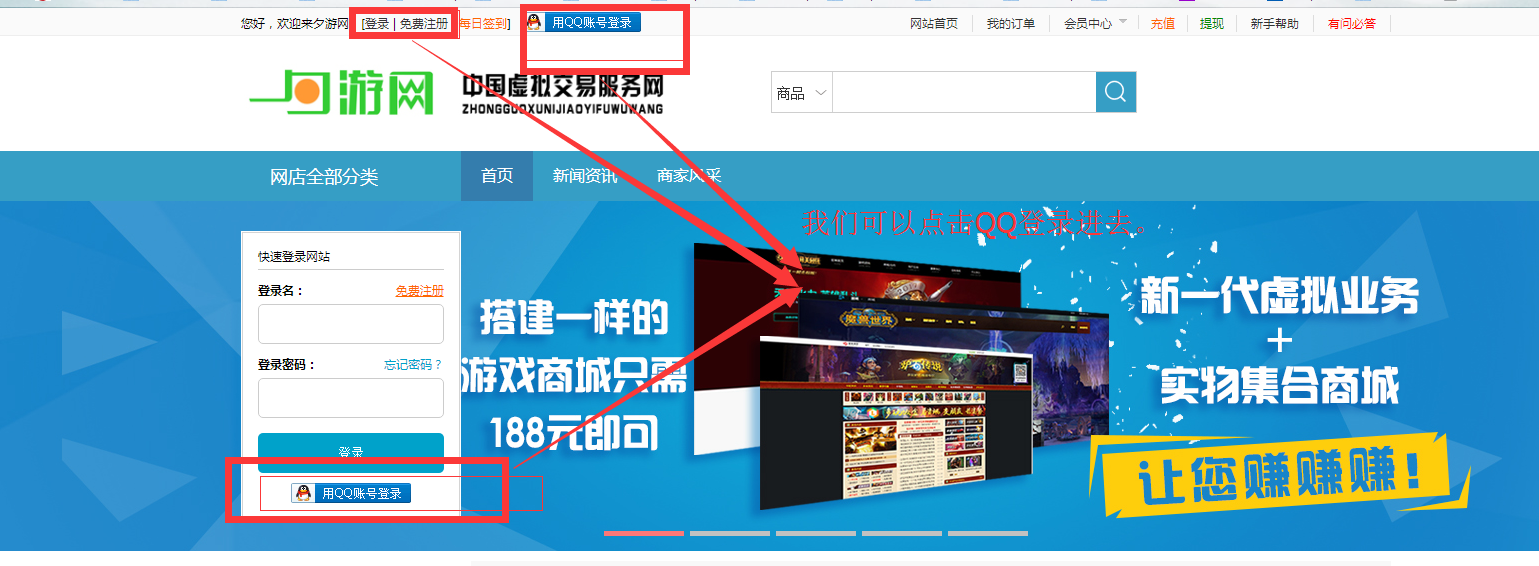 您好，欢迎来夕游网 [登录 | 免费注册 每日签到] 用QQ账号登录
网站首页 我的订单 会员中心 充值 提现 新手帮助 有问必答
夕游网
中国虚拟交易服务网
ZHONGGUOXUNIJIAOYIFUWUWANG
商品
网店全部分类 首页 新闻资讯 商家风采
我们可以点击QQ登录进去。
快速登录网站
登录名： 免费注册
登录密码： 忘记密码？
登录
用QQ账号登录
搭建一样的
游戏商城只需
188元即可
魔兽世界
炉石传说
新一代虚拟业务
+
实物集合商城
让您赚赚赚！